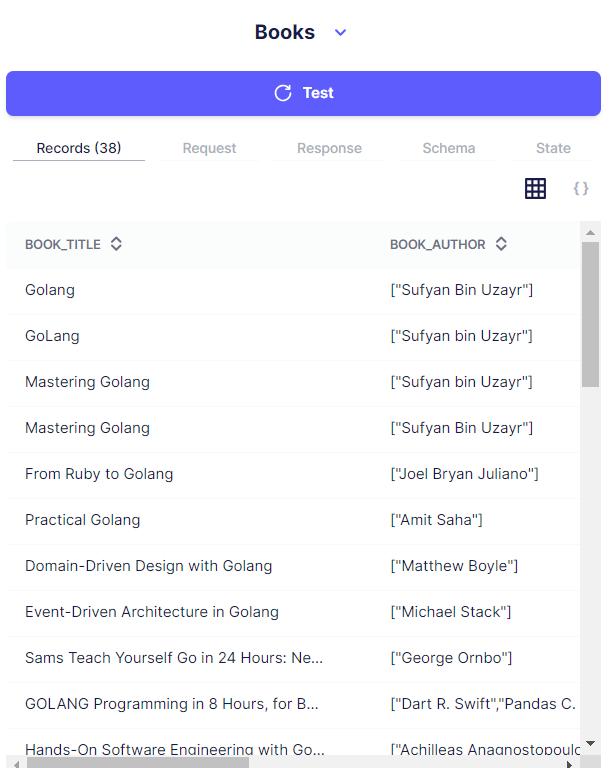 Books
Test
Records (38) Request Response Schema State
{ }
BOOK_TITLE BOOK_AUTHOR
Golang ["Sufyan Bin Uzayr"]
GoLang ["Sufyan bin Uzayr"]
Mastering Golang ["Sufyan bin Uzayr"]
Mastering Golang ["Sufyan Bin Uzayr"]
From Ruby to Golang ["Joel Bryan Juliano"]
Practical Golang ["Amit Saha"]
Domain-Driven Design with Golang ["Matthew Boyle"]
Event-Driven Architecture in Golang ["Michael Stack"]
Sams Teach Yourself Go in 24 Hours: Ne... ["George Ornbo"]
GOLANG Programming in 8 Hours, for B... ["Dart R. Swift","Pandas C.
Hands-On Software Engineering with Go... ["Achilleas Anagnostopoulo